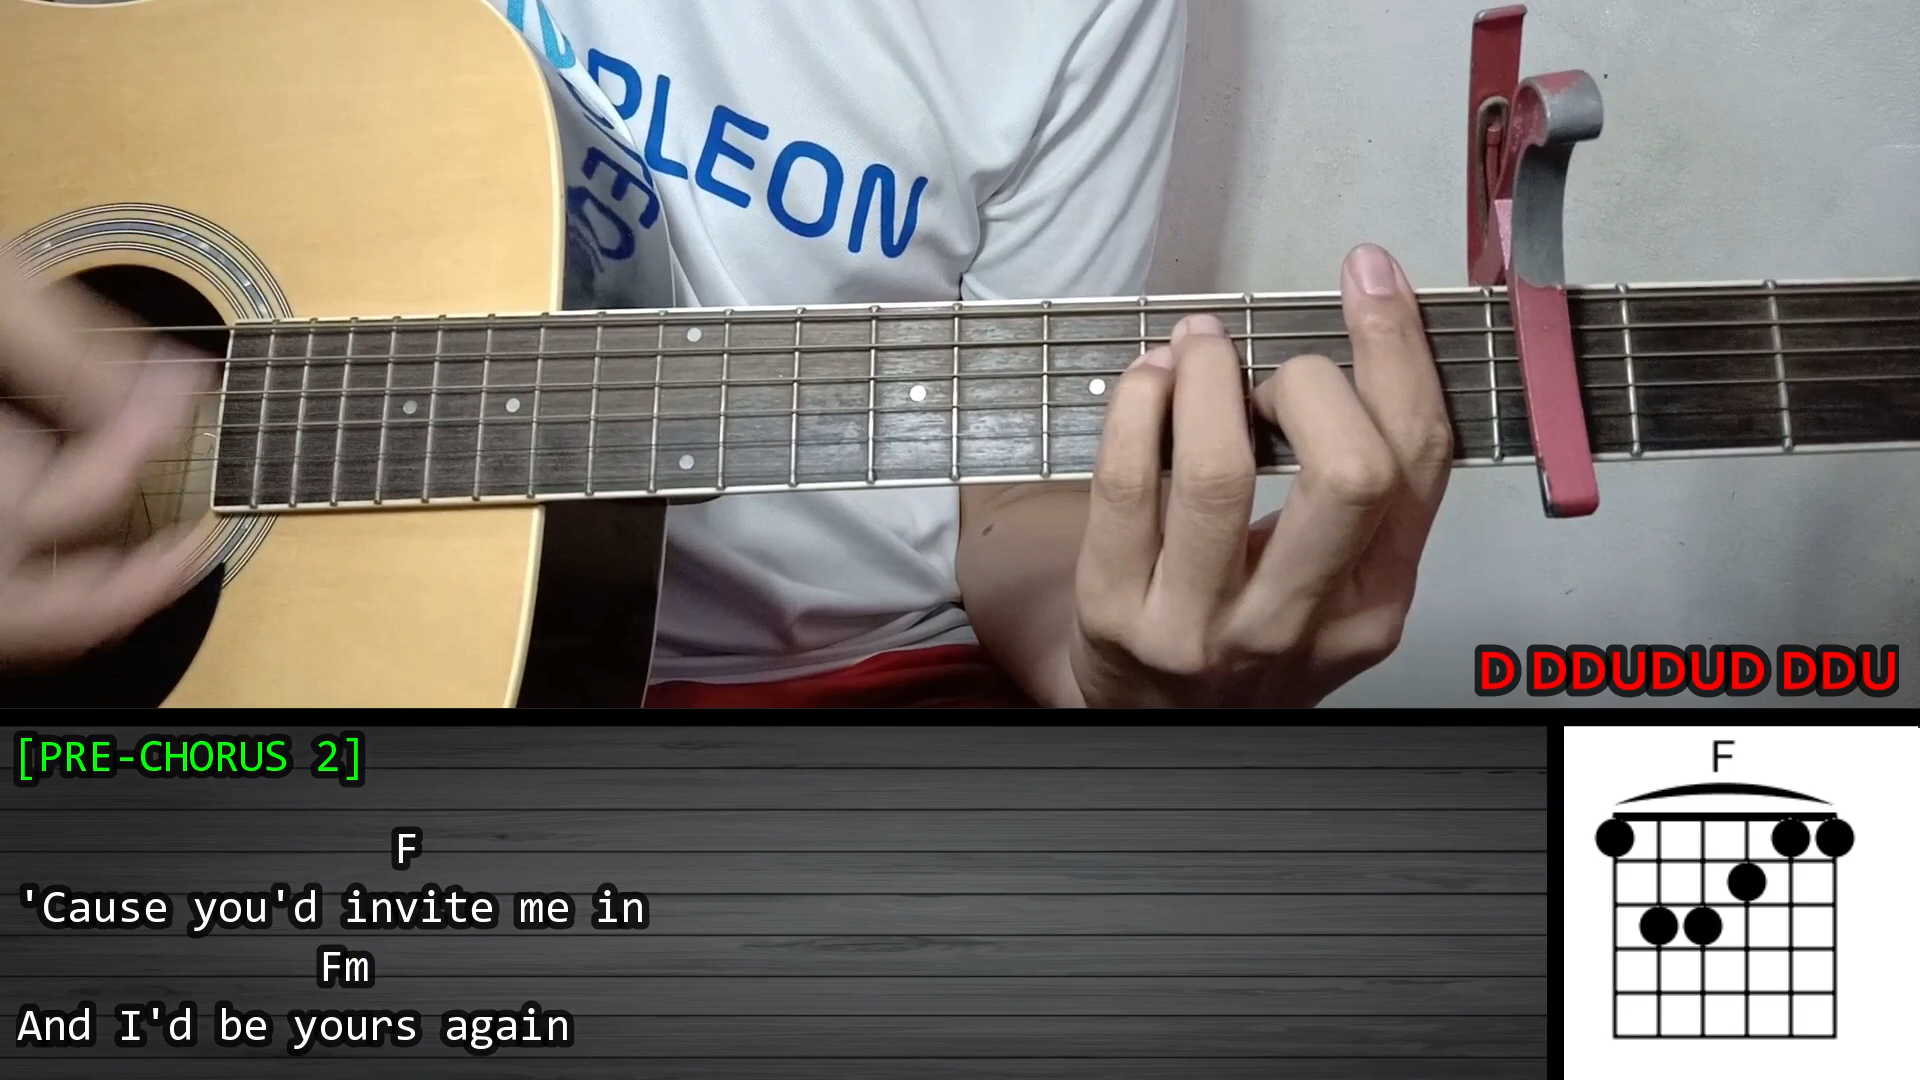 PLEON
D DDUDUD DDU
[PRE-CHORUS 2]
F
'Cause you'd invite me in
Fm
And I'd be yours again
F